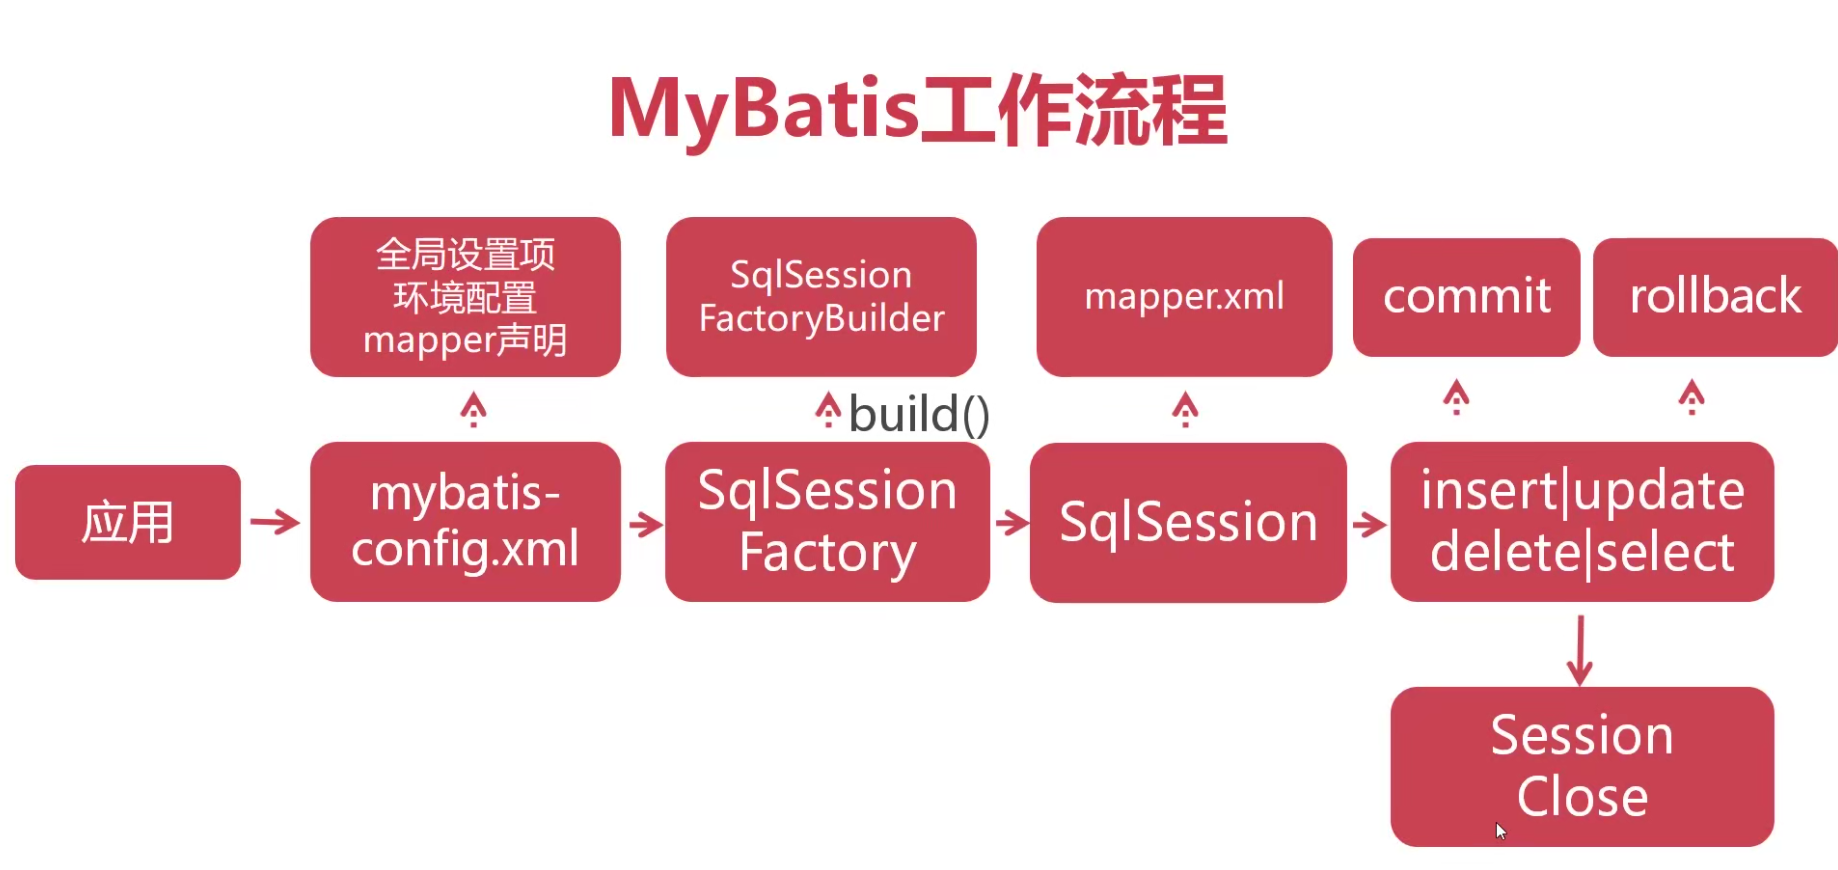 MyBatis工作流程
全局设置项
环境配置
mapper声明
SqlSession
FactoryBuilder
mapper.xml
commit
rollback
build()
应用
mybatis-
config.xml
SqlSession
Factory
SqlSession
insert|update
delete|select
Session
Close